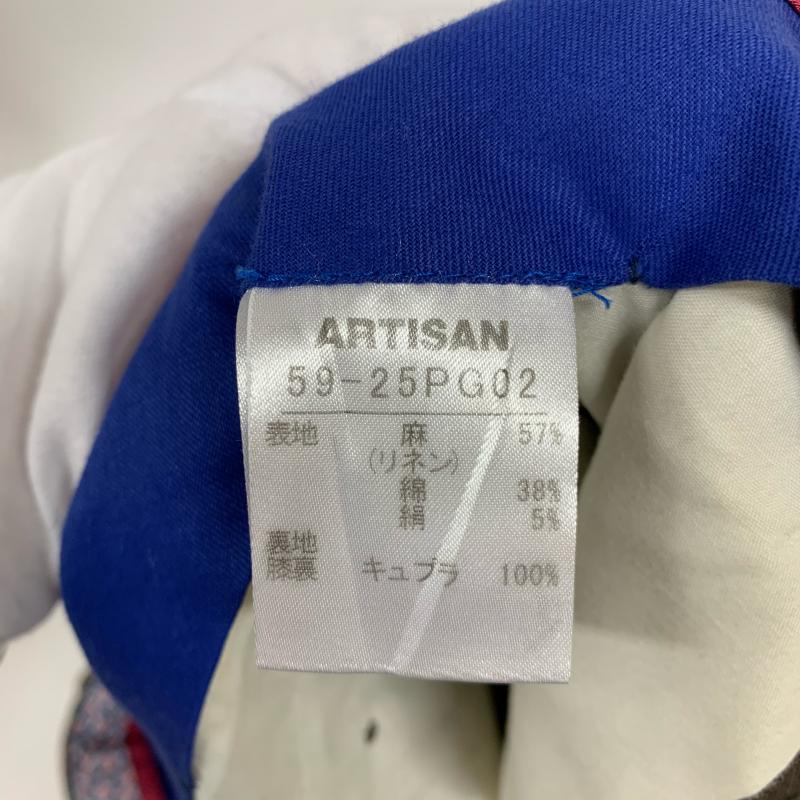 ARTISAN
59-25PG02
表地 麻 57%
(リネン)
綿 38%
絹 5%
裏地
膝裏 キュプラ 100%